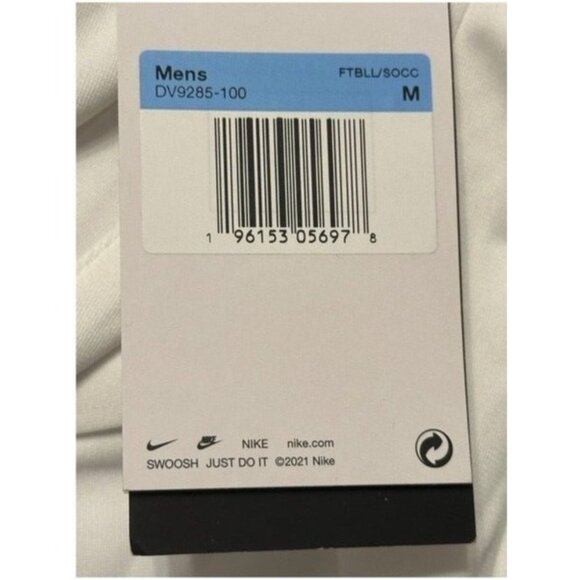 Mens FTBLL/SOCC
DV9285-100 M
1 96153 05697 8
NIKE nike.com
SWOOSH JUST DO IT ©2021 Nike